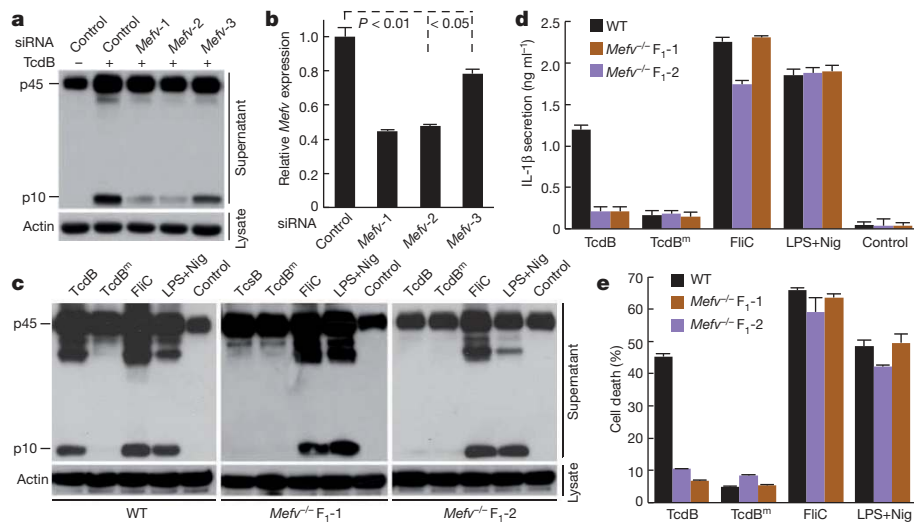 a
siRNA Control Control Mefv-1 Mefv-2 Mefv-3
TcdB – + + + +
p45
p10
Actin
Supernatant
Lysate
b
P < 0.01 < 0.05
Relative Mefv expression
1.0
0.8
0.6
0.4
0.2
0
siRNA
Control Mefv-1 Mefv-2 Mefv-3
c
TcdB TcdBᵐ FliC LPS+Nig Control
TcsB TcdBᵐ FliC LPS+Nig Control
TcdB TcdBᵐ FliC LPS+Nig Control
p45
p10
Actin
Supernatant
Lysate
WT Mefv⁻/⁻ F₁-1 Mefv⁻/⁻ F₁-2
d
WT
Mefv⁻/⁻ F₁-1
Mefv⁻/⁻ F₁-2
IL-1β secretion (ng ml⁻¹)
2.5
2.0
1.5
1.0
0.5
0
TcdB TcdBᵐ FliC LPS+Nig Control
e
WT
Mefv⁻/⁻ F₁-1
Mefv⁻/⁻ F₁-2
Cell death (%)
70
60
50
40
30
20
10
0
TcdB TcdBᵐ FliC LPS+Nig